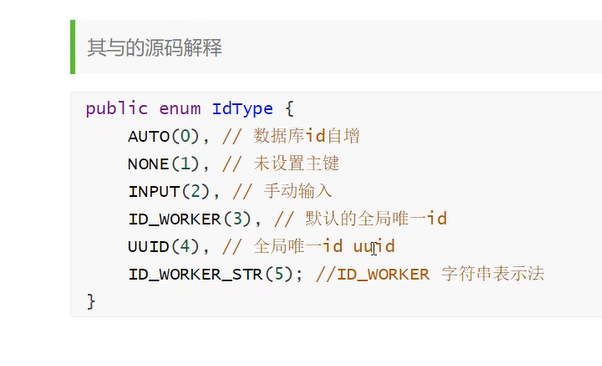 其与的源码解释
public enum IdType {
    AUTO(0), // 数据库id自增
    NONE(1), // 未设置主键
    INPUT(2), // 手动输入
    ID_WORKER(3), // 默认的全局唯一id
    UUID(4), // 全局唯一id uuid
    ID_WORKER_STR(5); //ID_WORKER 字符串表示法
}